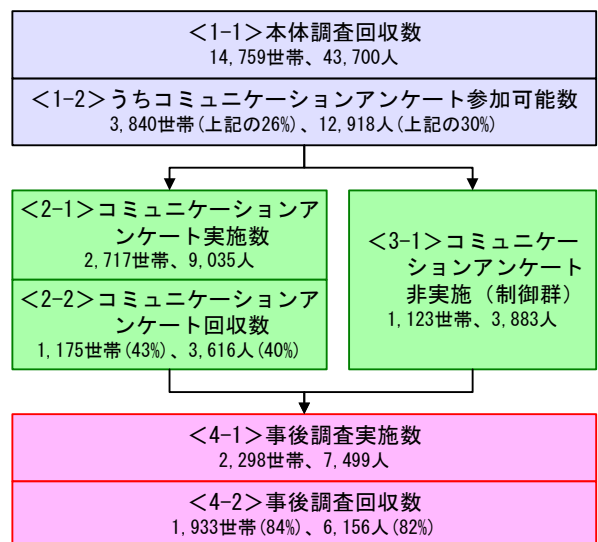 <1-1>本体調査回収数
14,759世帯、43,700人
<1-2>うちコミュニケーションアンケート参加可能数
3,840世帯(上記の26%)、12,918人(上記の30%)
<2-1>コミュニケーションア
ンケート実施数
2,717世帯、9,035人
<2-2>コミュニケーションア
ンケート回収数
1,175世帯(43%)、3,616人(40%)
<3-1>コミュニケー
ションアンケート
非実施（制御群）
1,123世帯、3,883人
<4-1>事後調査実施数
2,298世帯、7,499人
<4-2>事後調査回収数
1,933世帯(84%)、6,156人(82%)